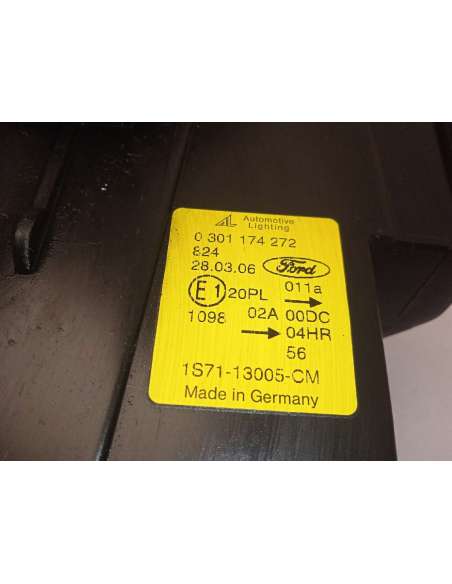 AL Automotive
Lighting
0 301 174 272
824
28.03.06 Ford
011a
E1 20PL →
02A 00DC
1098 → 04HR
56
1S71-13005-CM
Made in Germany